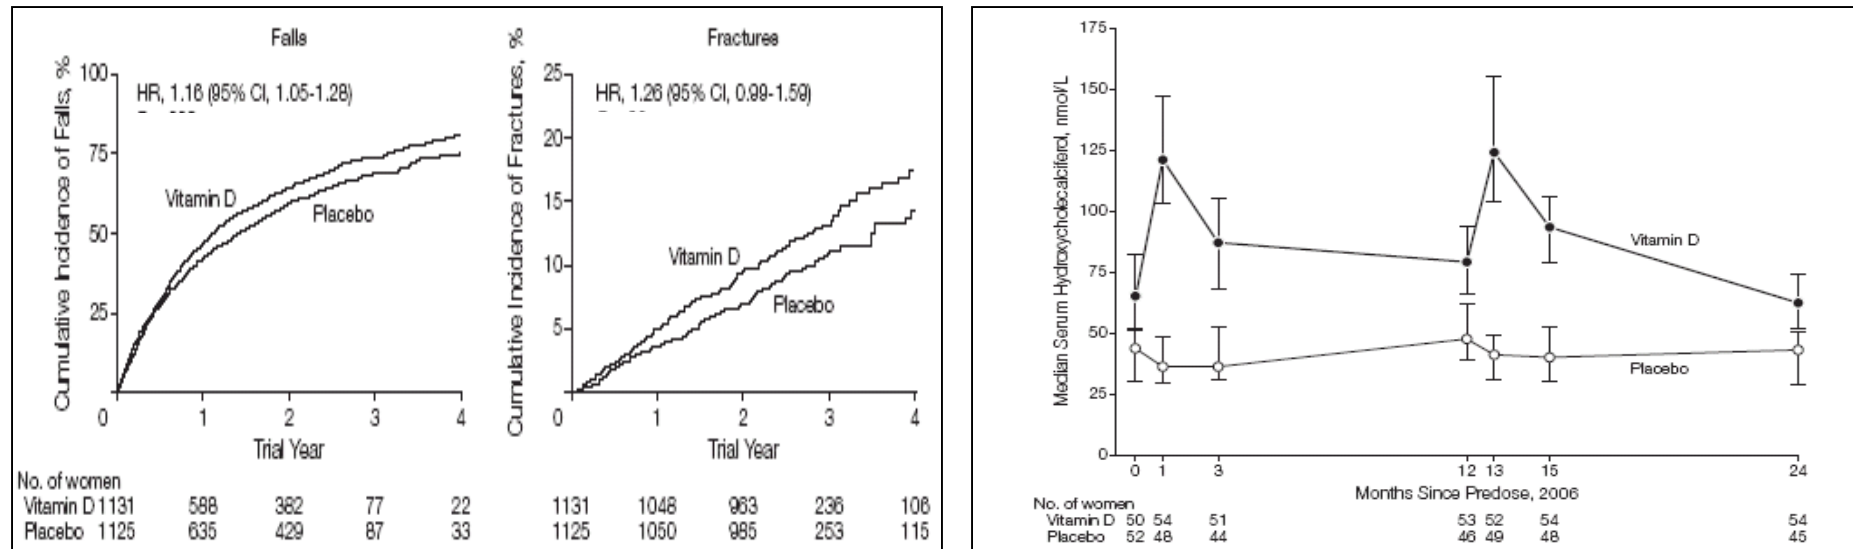 Falls
Cumulative Incidence of Falls, %
100
75
50
25
HR, 1.16 (95% CI, 1.05-1.28)
Vitamin D
Placebo
0 1 2 3 4
Trial Year
No. of women
Vitamin D 1131 588 382 77 22
Placebo 1125 635 429 87 33
Fractures
Cumulative Incidence of Fractures, %
25
20
15
10
5
HR, 1.26 (95% CI, 0.99-1.59)
Vitamin D
Placebo
0 1 2 3 4
Trial Year
1131 1048 963 236 106
1125 1050 985 253 115
Median Serum Hydroxycholecalciferol, nmol/L
175
150
125
100
75
50
25
0
Vitamin D
Placebo
0 1 3 12 13 15 24
Months Since Predose, 2006
No. of women
Vitamin D 50 54 51 53 52 54 54
Placebo 52 48 44 46 49 48 45